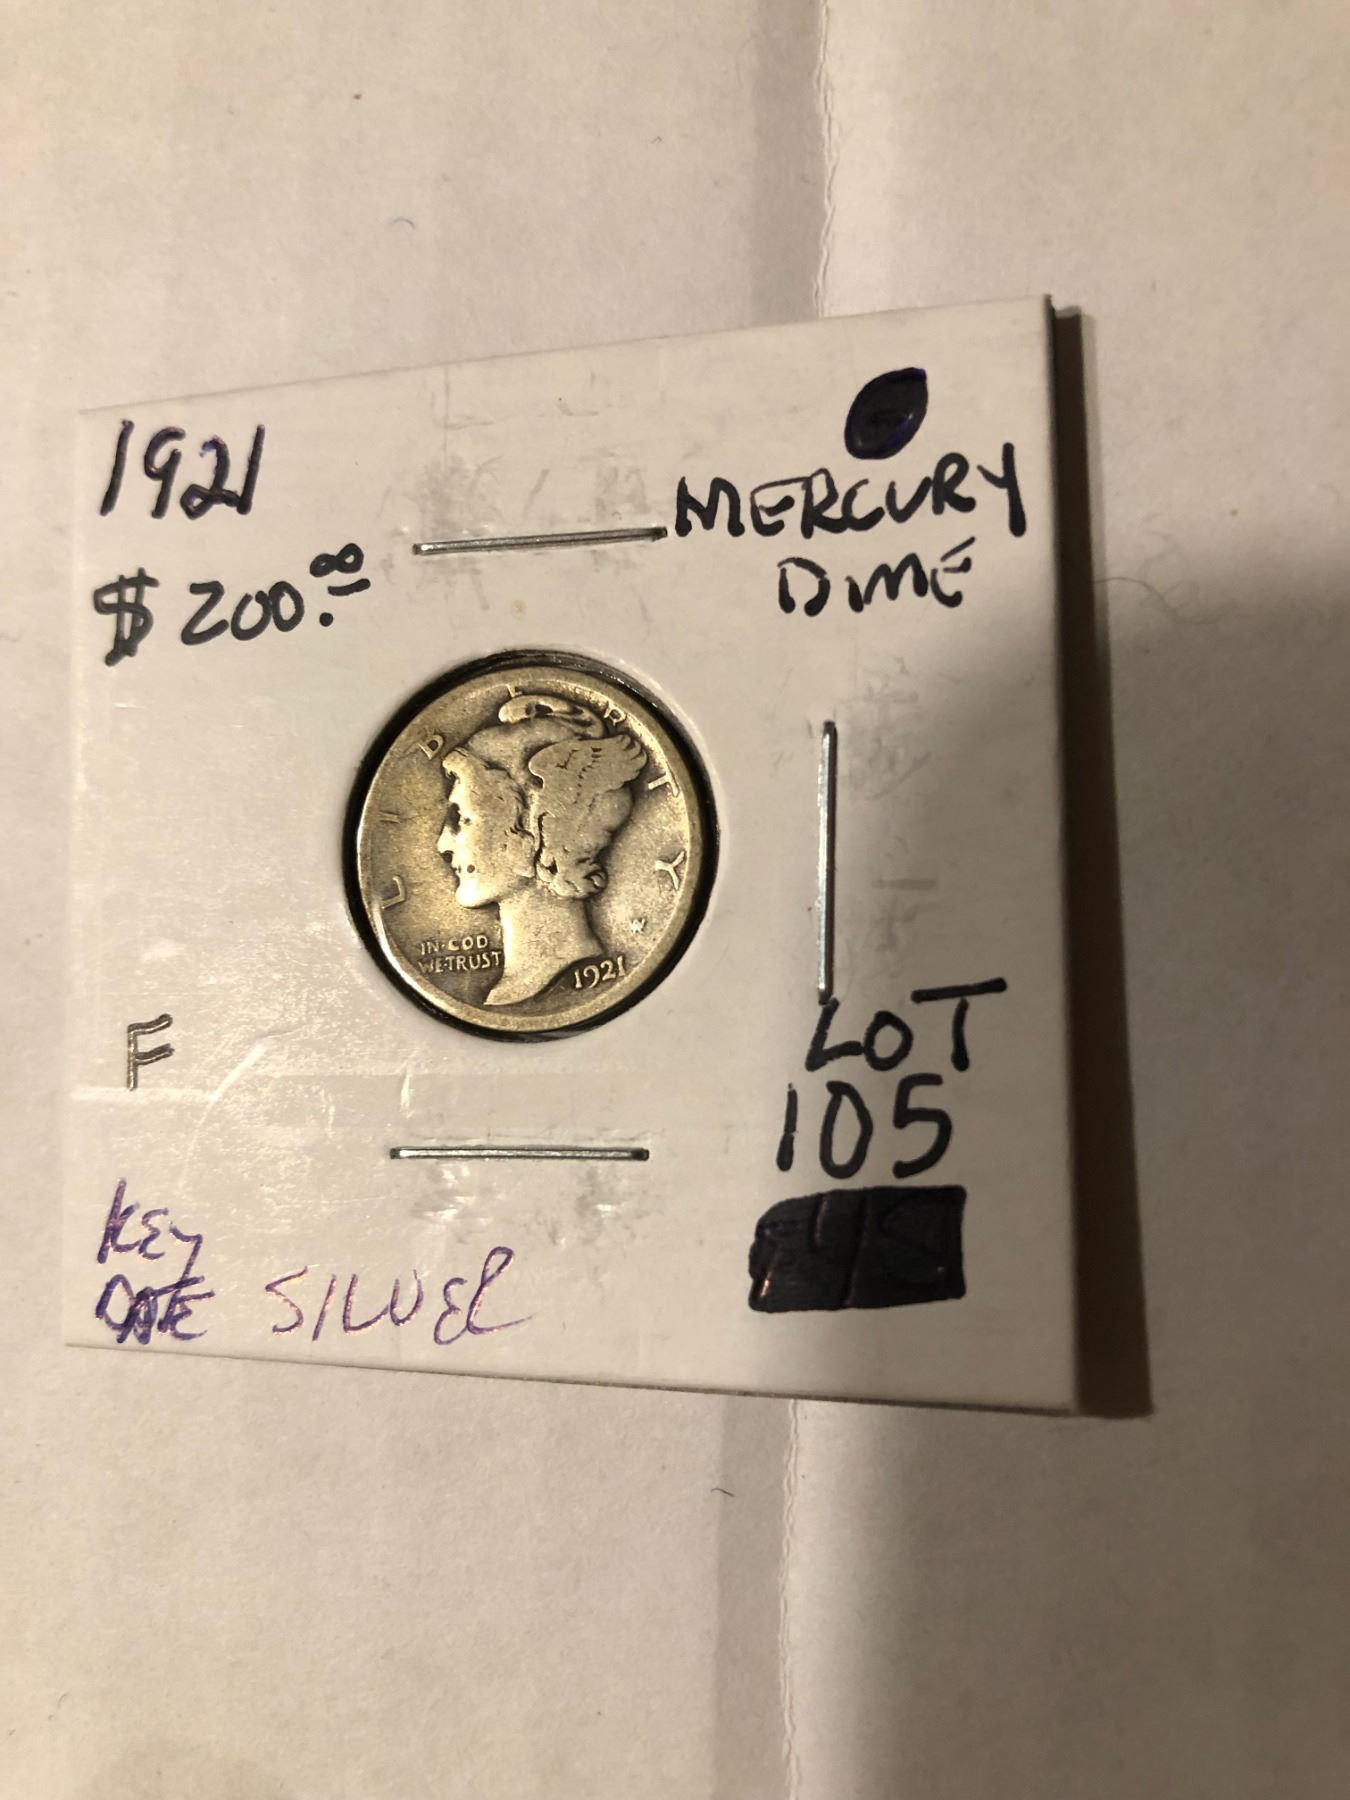 1921
$200.00
MERCURY
DIME
LIBERTY
IN·GOD
WE·TRUST
1921
W
F
LOT
105
KEY
DATE SILVER